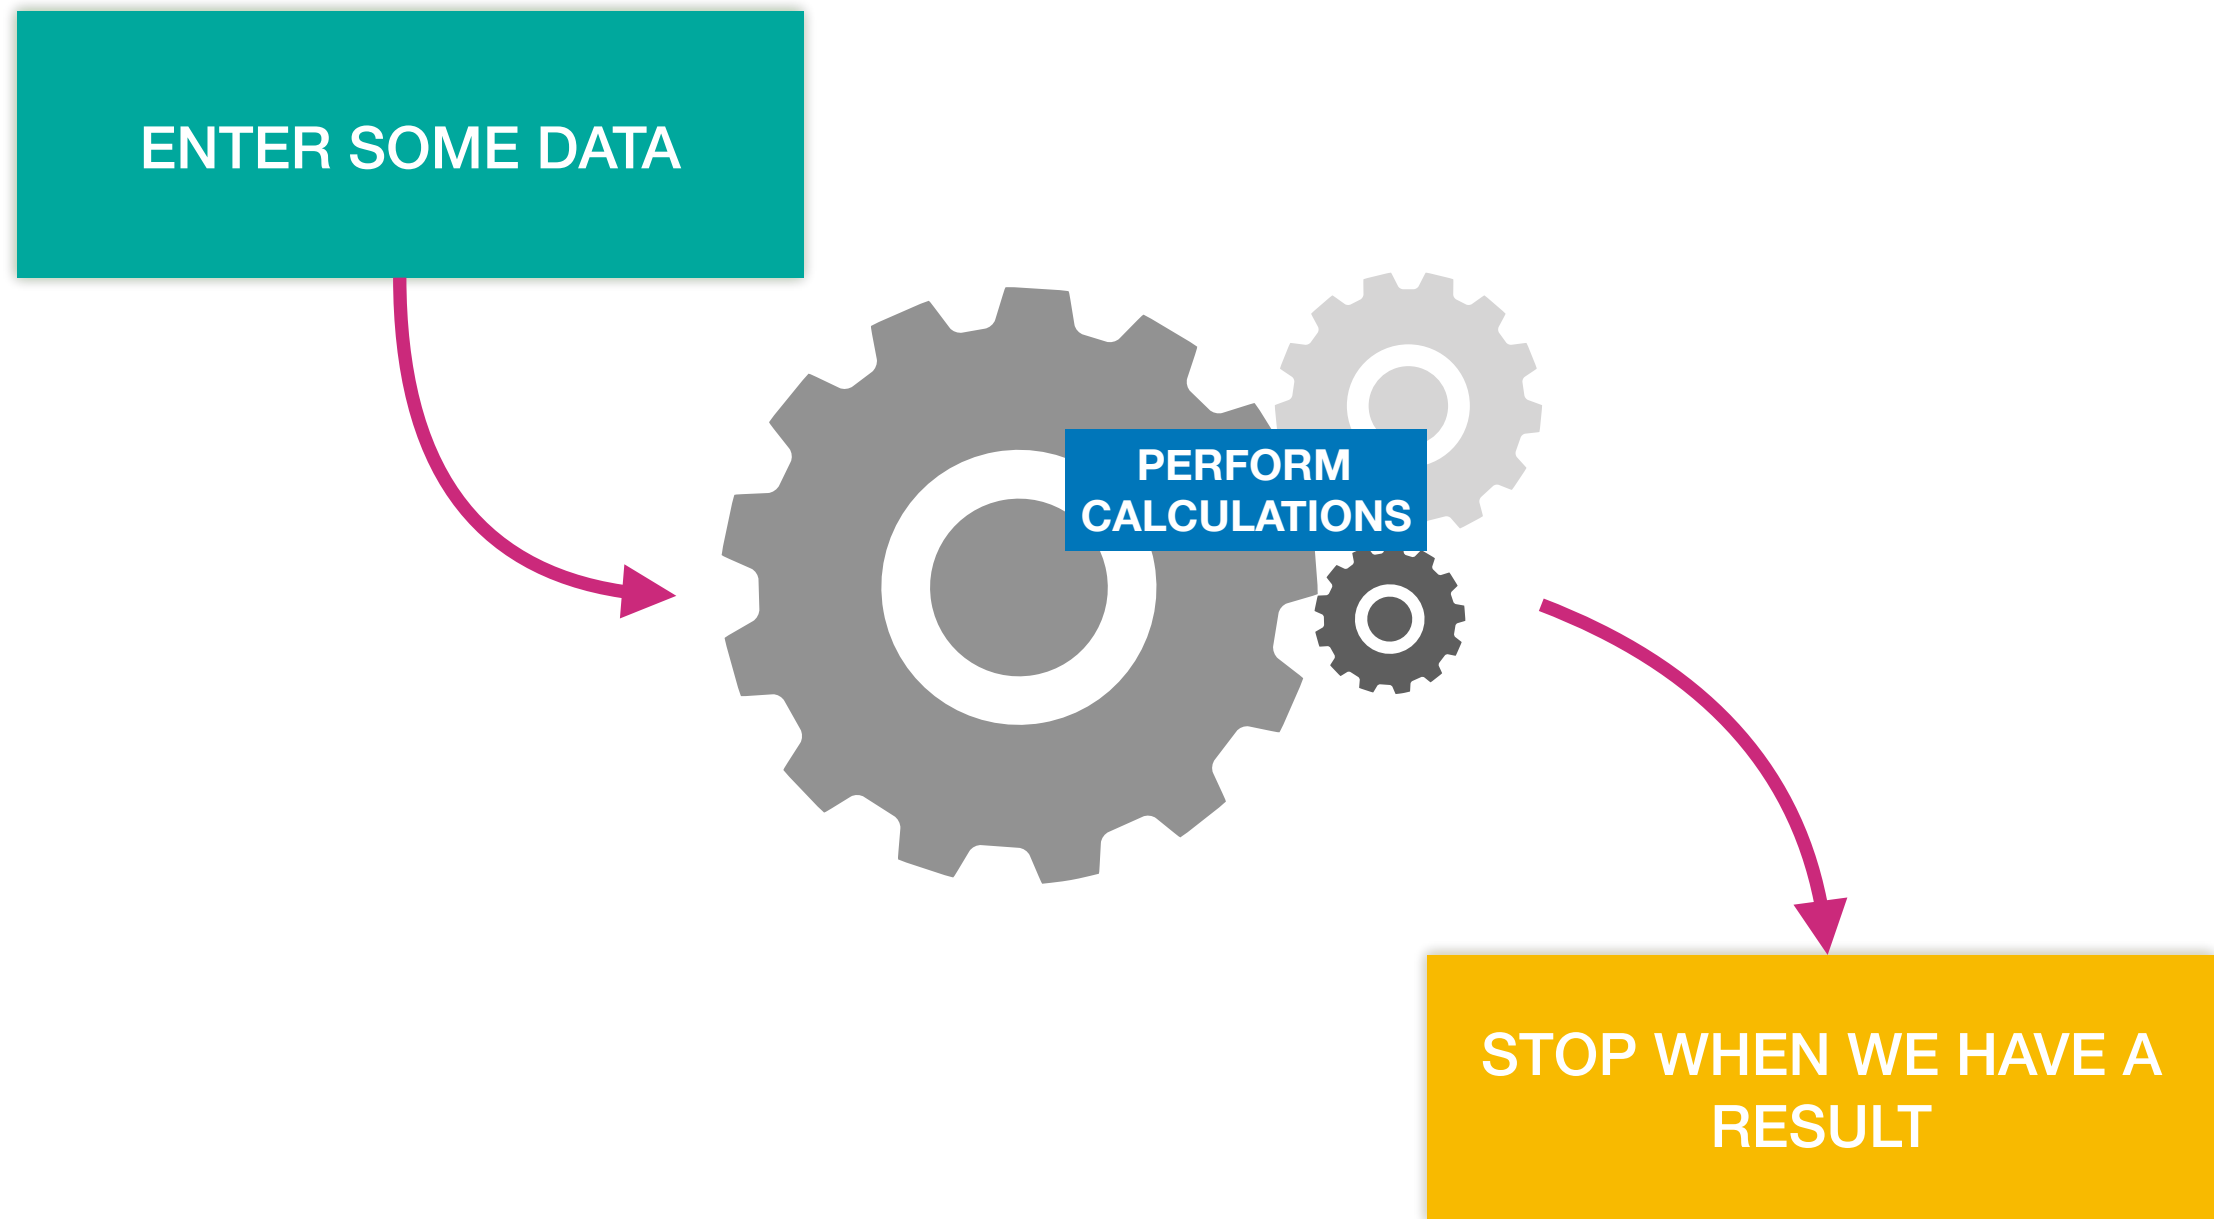 ENTER SOME DATA
PERFORM
CALCULATIONS
STOP WHEN WE HAVE A
RESULT